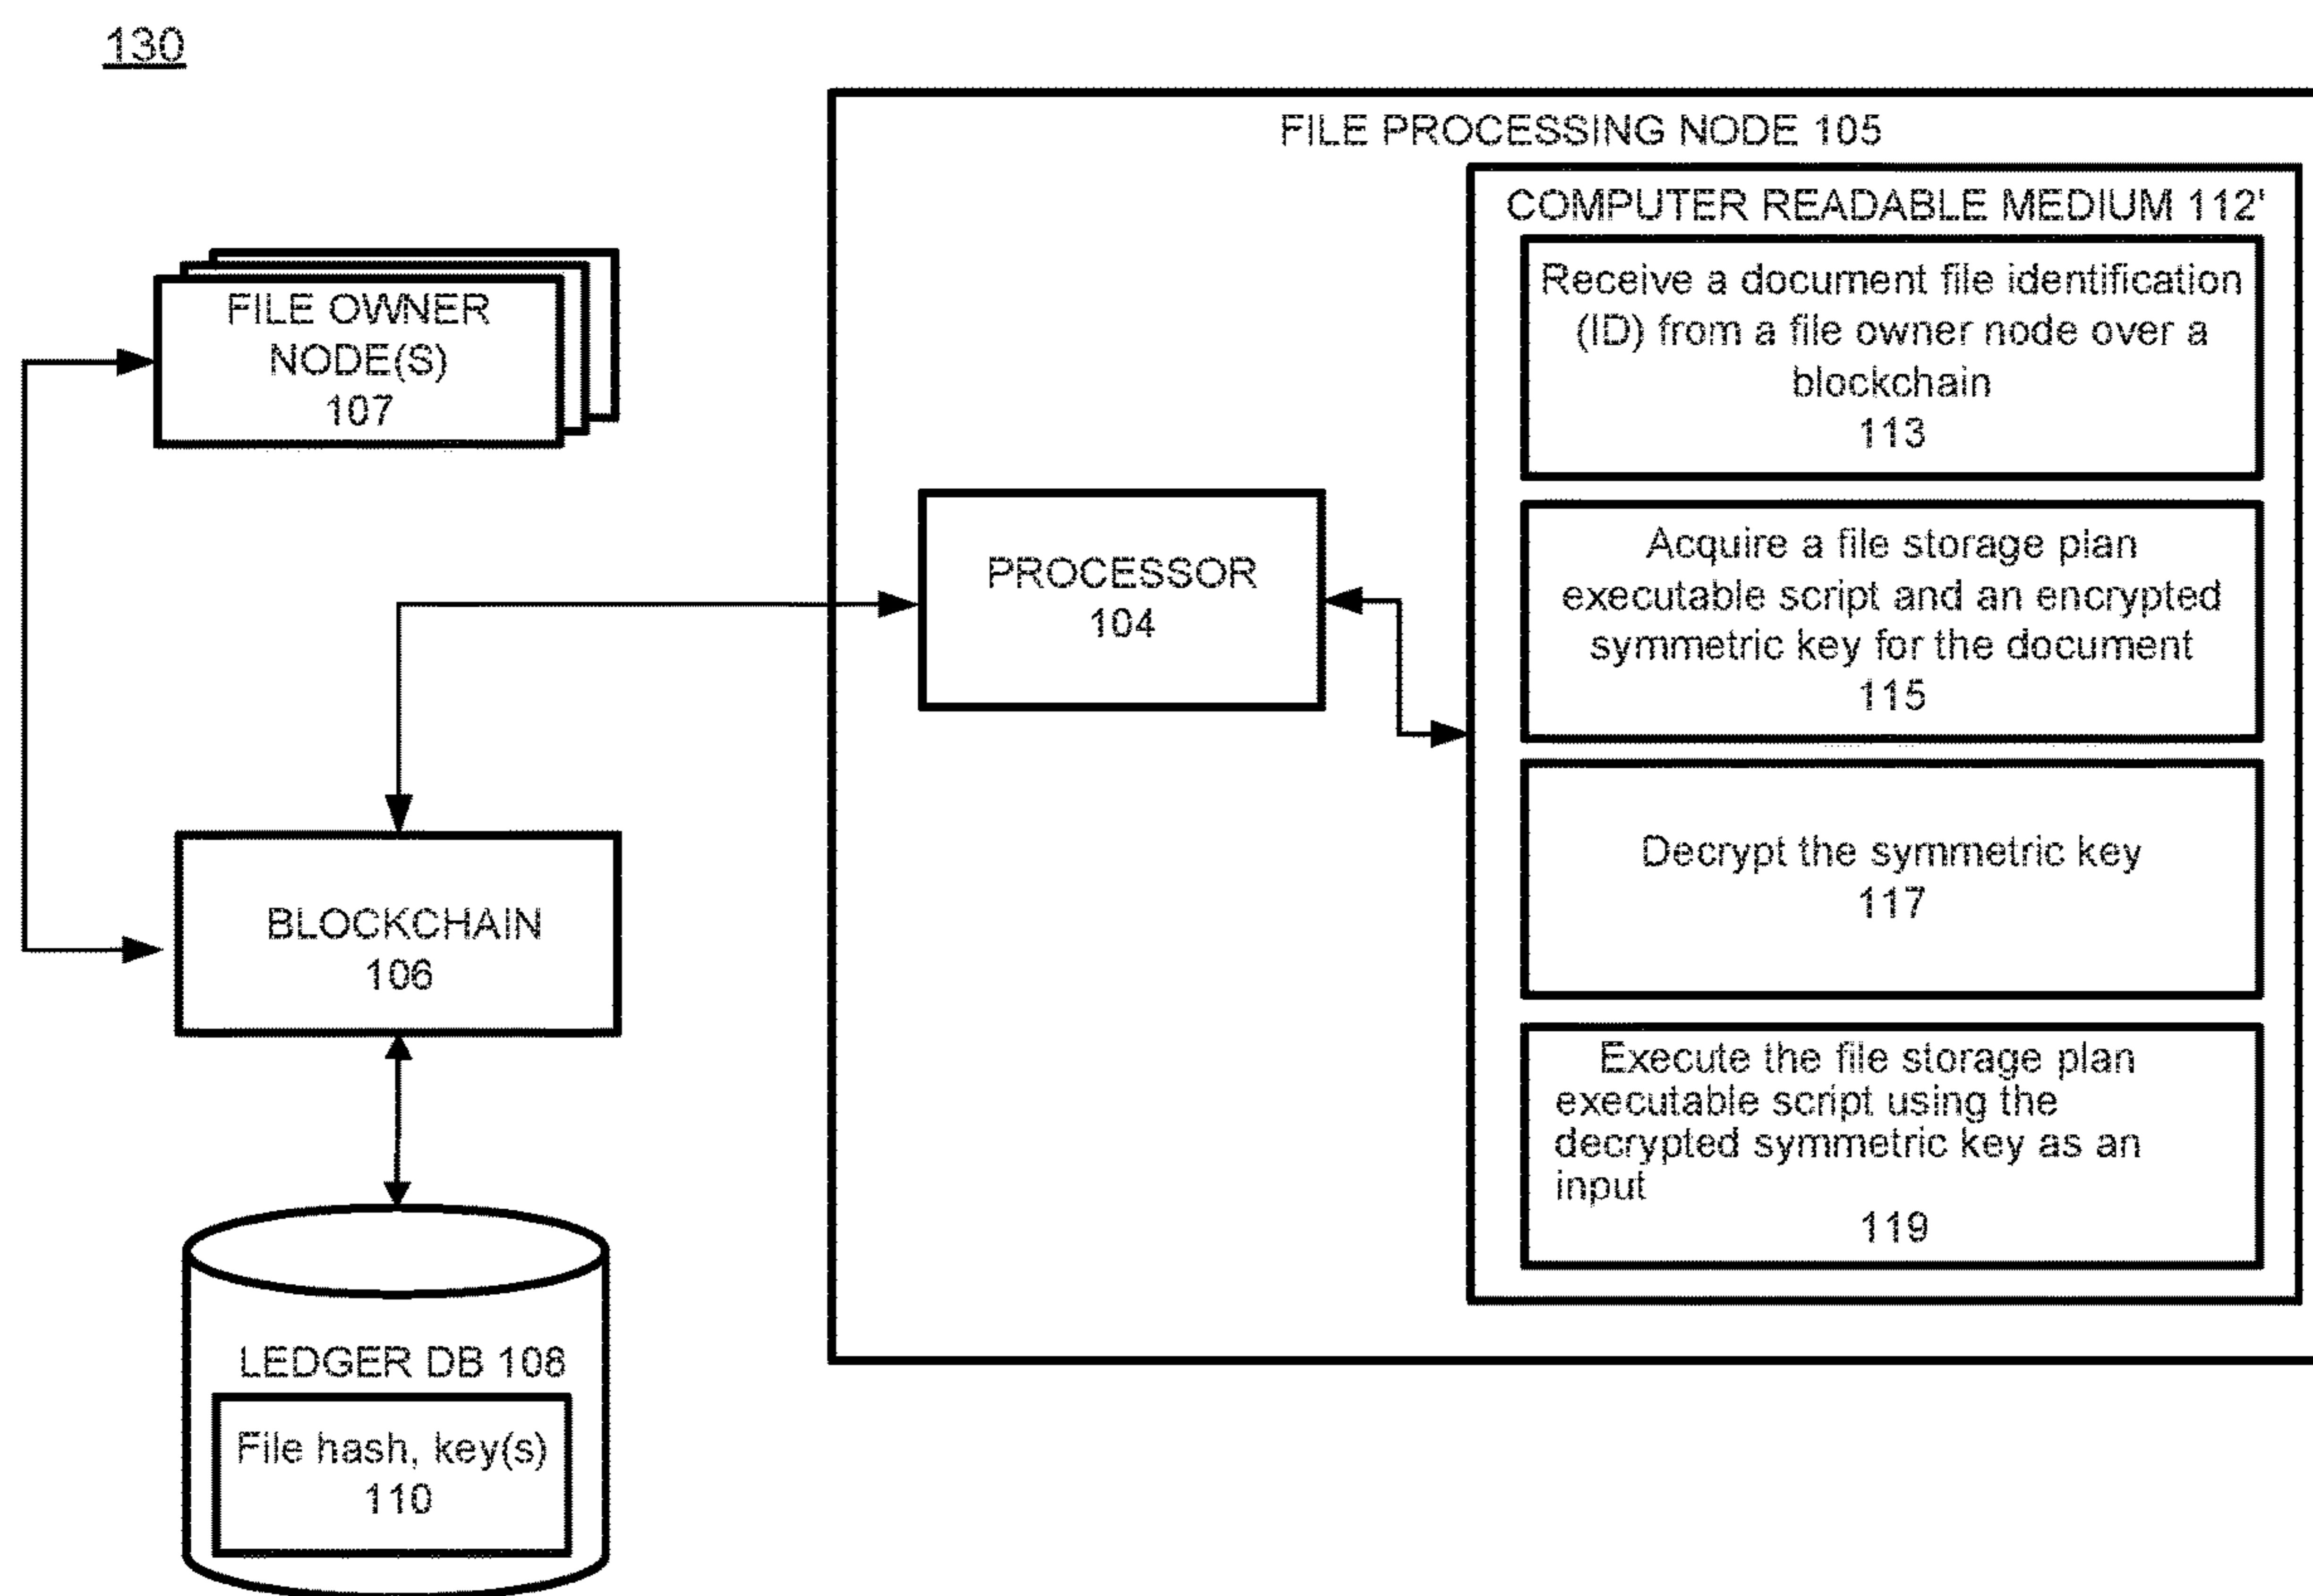 130
FILE PROCESSING NODE 105
COMPUTER READABLE MEDIUM 112'
Receive a document file identification
(ID) from a file owner node over a
blockchain
113
FILE OWNER
NODE(S)
107
Acquire a file storage plan
executable script and an encrypted
symmetric key for the document
115
PROCESSOR
104
Decrypt the symmetric key
117
BLOCKCHAIN
106
Execute the file storage plan
executable script using the
decrypted symmetric key as an
input
119
LEDGER DB 108
File hash, key(s)
110